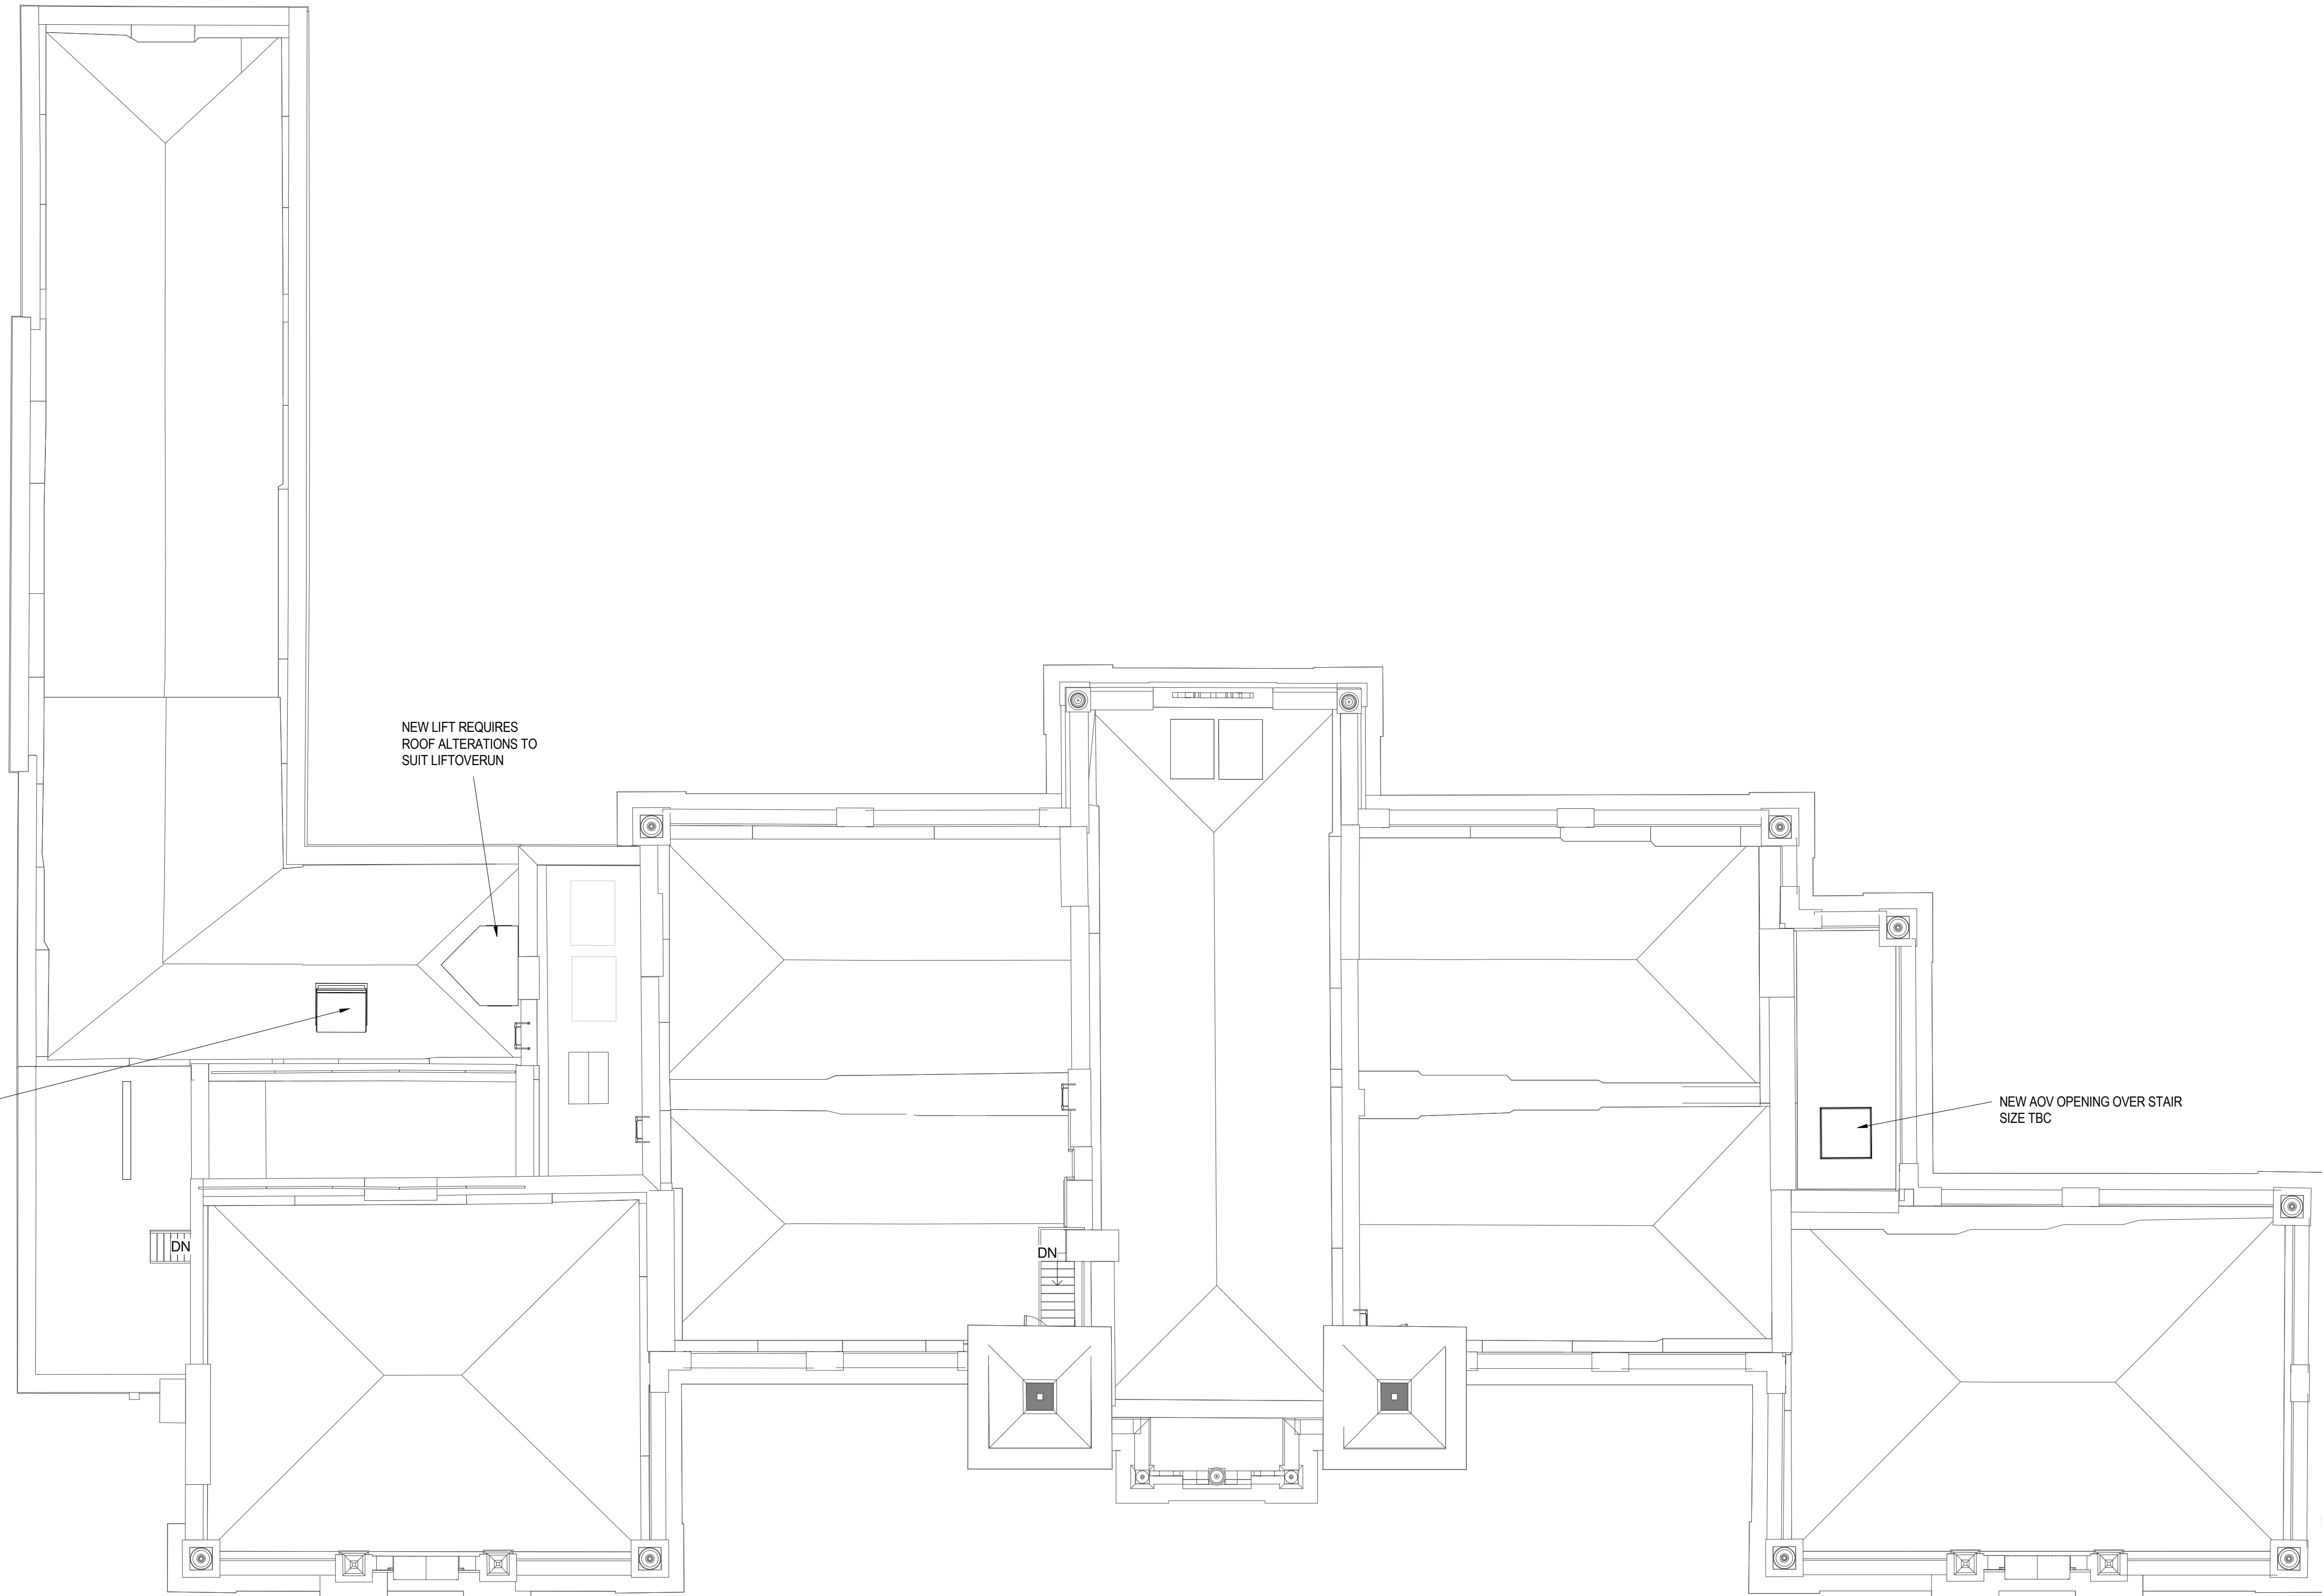 NEW LIFT REQUIRES
ROOF ALTERATIONS TO
SUIT LIFTOVERUN
NEW AOV OPENING OVER STAIR
SIZE TBC
DN
DN